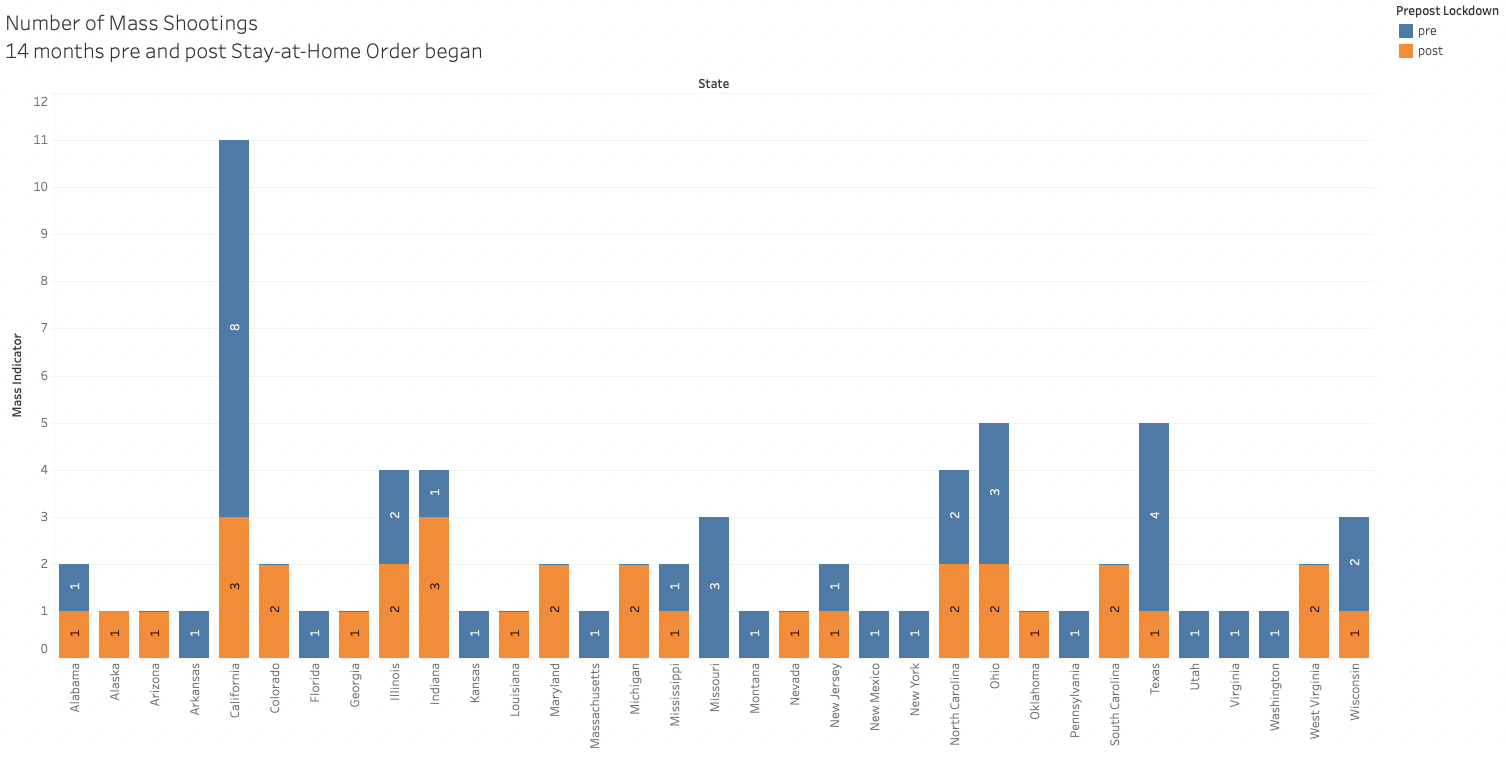 Number of Mass Shootings
14 months pre and post Stay-at-Home Order began
Prepost Lockdown
pre
post
State
Mass Indicator
12
11
10
9
8
7
6
5
4
3
2
1
0
1
1
1
1
1
8
3
2
1
1
2
2
1
3
1
1
2
1
2
1
1
3
1
1
1
1
1
1
2
2
3
2
1
1
2
4
1
1
1
1
2
2
1
Alabama
Alaska
Arizona
Arkansas
California
Colorado
Florida
Georgia
Illinois
Indiana
Kansas
Louisiana
Maryland
Massachusetts
Michigan
Mississippi
Missouri
Montana
Nevada
New Jersey
New Mexico
New York
North Carolina
Ohio
Oklahoma
Pennsylvania
South Carolina
Texas
Utah
Virginia
Washington
West Virginia
Wisconsin